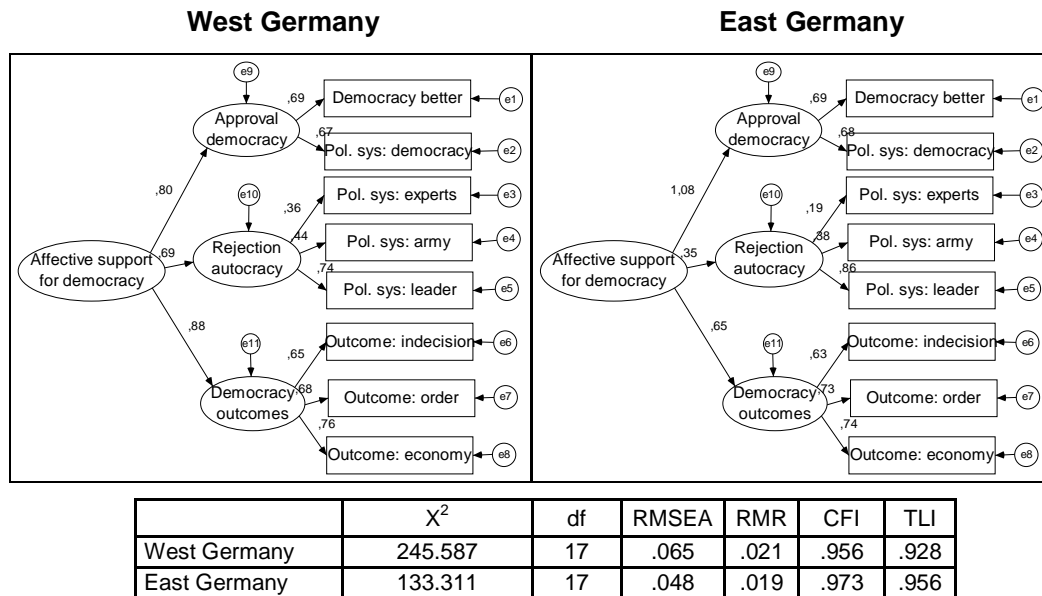 West Germany
East Germany
e9
Approval
democracy
,69
,67
Democracy better
e1
Pol. sys: democracy
e2
,80
e10
Rejection
autocracy
,36
,44
,74
Pol. sys: experts
e3
Pol. sys: army
e4
Pol. sys: leader
e5
Affective support
for democracy
,69
,88
e11
Democracy
outcomes
,65
,68
,76
Outcome: indecision
e6
Outcome: order
e7
Outcome: economy
e8
e9
Approval
democracy
,69
,68
Democracy better
e1
Pol. sys: democracy
e2
1,08
e10
Rejection
autocracy
,19
,38
,86
Pol. sys: experts
e3
Pol. sys: army
e4
Pol. sys: leader
e5
Affective support
for democracy
,35
,65
e11
Democracy
outcomes
,63
,73
,74
Outcome: indecision
e6
Outcome: order
e7
Outcome: economy
e8
X² df RMSEA RMR CFI TLI
West Germany 245.587 17 .065 .021 .956 .928
East Germany 133.311 17 .048 .019 .973 .956